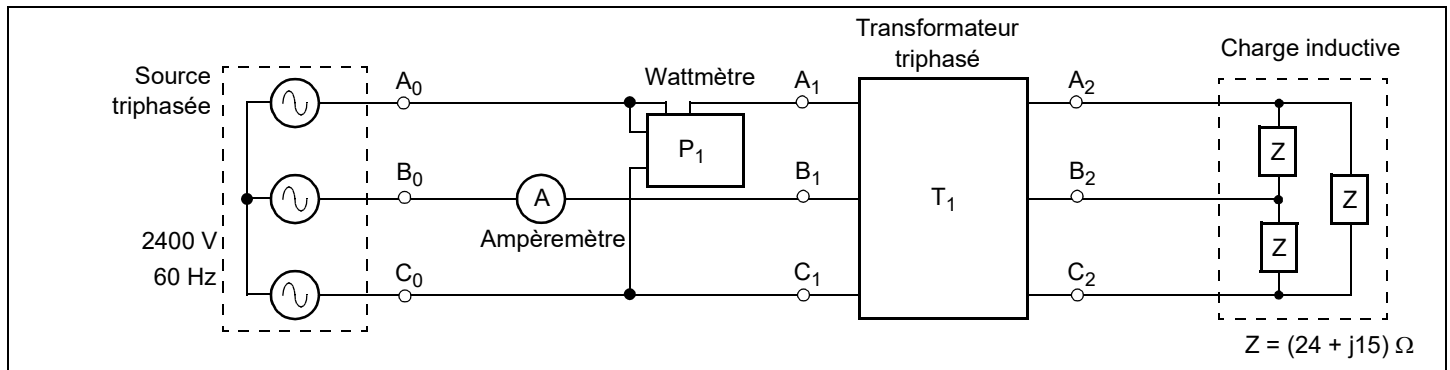 Transformateur
triphasé
Charge inductive
Source
triphasée
Wattmètre
A₀
A₁
A₂
P₁
Z
B₀
B₁
B₂
A
T₁
Z
Ampèremètre
2400 V
60 Hz
Z
C₀
C₁
C₂
Z = (24 + j15) Ω